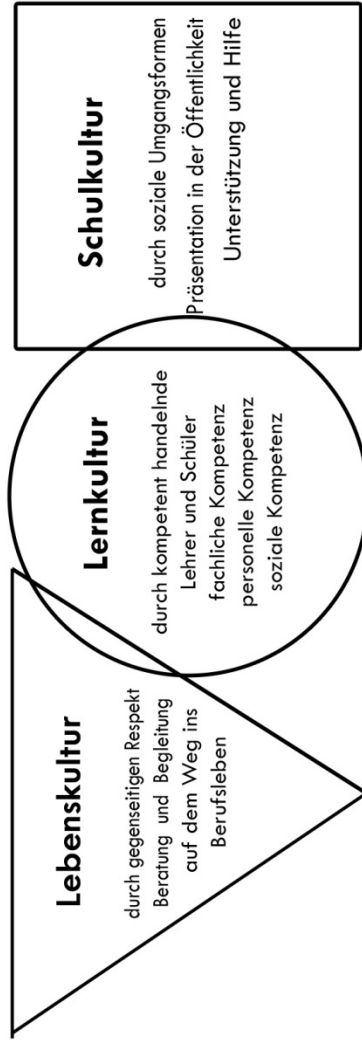 Lebenskultur
durch gegenseitigen Respekt
Beratung und Begleitung
auf dem Weg ins
Berufsleben
Lernkultur
durch kompetent handelnde
Lehrer und Schüler
fachliche Kompetenz
personelle Kompetenz
soziale Kompetenz
Schulkultur
durch soziale Umgangsformen
Präsentation in der Öffentlichkeit
Unterstützung und Hilfe